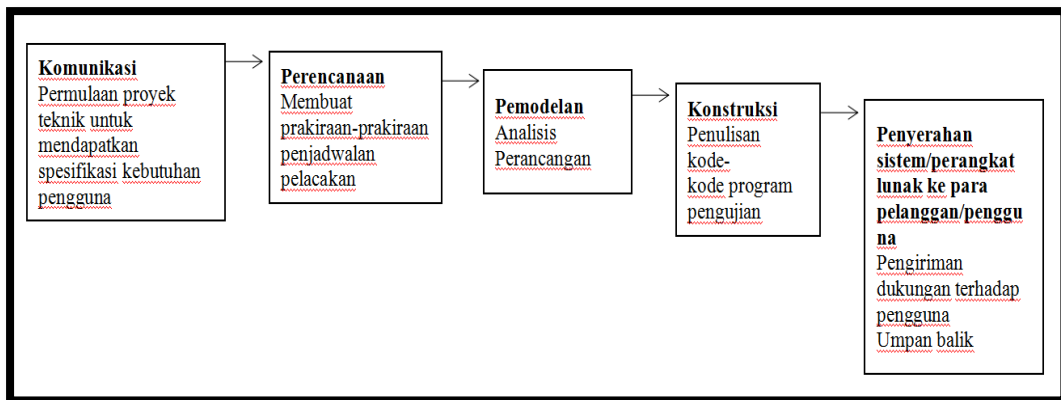 Komunikasi
Permulaan proyek
teknik untuk
mendapatkan
spesifikasi kebutuhan
pengguna
Perencanaan
Membuat
prakiraan-prakiraan
penjadwalan
pelacakan
Pemodelan
Analisis
Perancangan
Konstruksi
Penulisan
kode-
kode program
pengujian
Penyerahan
sistem/perangkat
lunak ke para
pelanggan/penggu
na
Pengiriman
dukungan terhadap
pengguna
Umpan balik